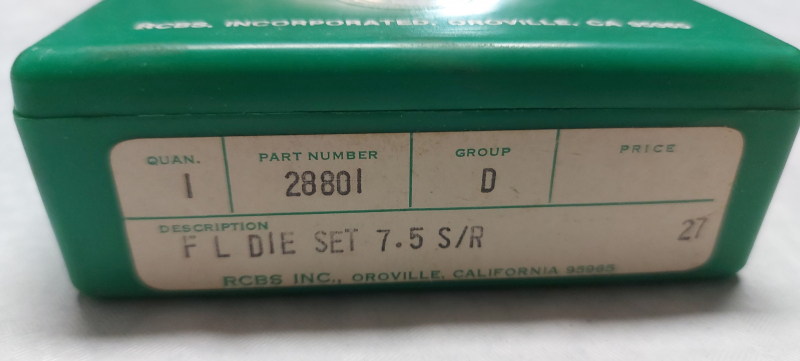 RCBS, INCORPORATED, OROVILLE, CA 95965
QUAN. PART NUMBER GROUP PRICE
1 28801 D
DESCRIPTION
F L DIE SET 7.5 S/R 27
RCBS INC., OROVILLE, CALIFORNIA 95965